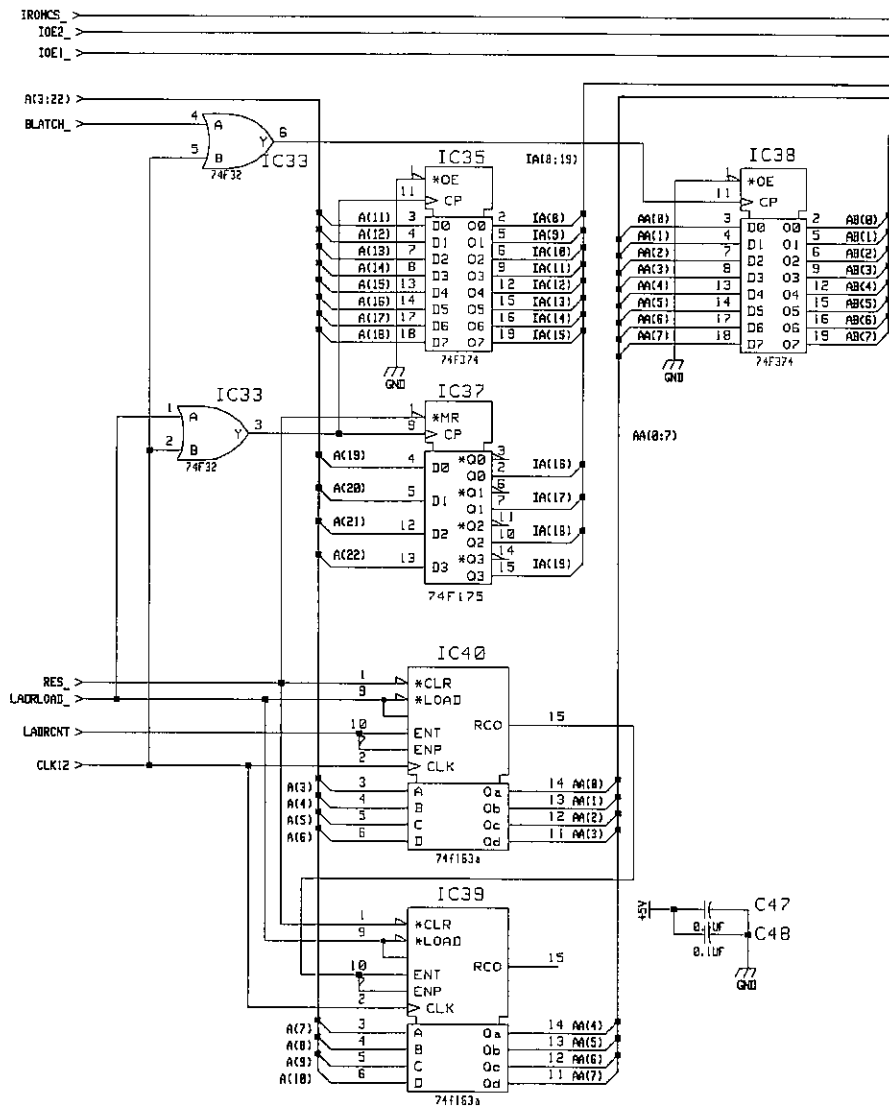 IROMCS_
IOE2_
IOE1_
A(3:22)
BLATCH_
4 A
5 B
Y 6
IC33
74F32
IC35
1 *OE
11 CP
A(11) 3 D0 O0 2 IA(8)
A(12) 4 D1 O1 5 IA(9)
A(13) 7 D2 O2 6 IA(10)
A(14) 8 D3 O3 9 IA(11)
A(15) 13 D4 O4 12 IA(12)
A(16) 14 D5 O5 15 IA(13)
A(17) 17 D6 O6 16 IA(14)
A(18) 18 D7 O7 19 IA(15)
74F374
GND
IA(8:19)
IC38
1 *OE
11 CP
AA(0) 3 D0 O0 2 AB(0)
AA(1) 4 D1 O1 5 AB(1)
AA(2) 7 D2 O2 6 AB(2)
AA(3) 8 D3 O3 9 AB(3)
AA(4) 13 D4 O4 12 AB(4)
AA(5) 14 D5 O5 15 AB(5)
AA(6) 17 D6 O6 16 AB(6)
AA(7) 18 D7 O7 19 AB(7)
74F374
GND
AA(0:7)
IC33
1 A
2 B
Y 3
74F32
IC37
1 *MR
9 CP
*Q0 3
A(19) 4 D0 Q0 2 IA(16)
*Q1 6
A(20) 5 D1 Q1 7 IA(17)
*Q2 11
A(21) 12 D2 Q2 10 IA(18)
*Q3 14
A(22) 13 D3 Q3 15 IA(19)
74F175
IC40
RES_ 1 *CLR
LADRLOAD_ 9 *LOAD
RCO 15
LADRCNT 10 ENT
ENP
CLK12 2 CLK
A(3) 3 A Qa 14 AA(0)
A(4) 4 B Qb 13 AA(1)
A(5) 5 C Qc 12 AA(2)
A(6) 6 D Qd 11 AA(3)
74f163a
IC39
1 *CLR
9 *LOAD
RCO 15
10 ENT
ENP
2 CLK
A(7) 3 A Qa 14 AA(4)
A(8) 4 B Qb 13 AA(5)
A(9) 5 C Qc 12 AA(6)
A(10) 6 D Qd 11 AA(7)
74f163a
+5V
C47
0.1UF
C48
0.1UF
GND